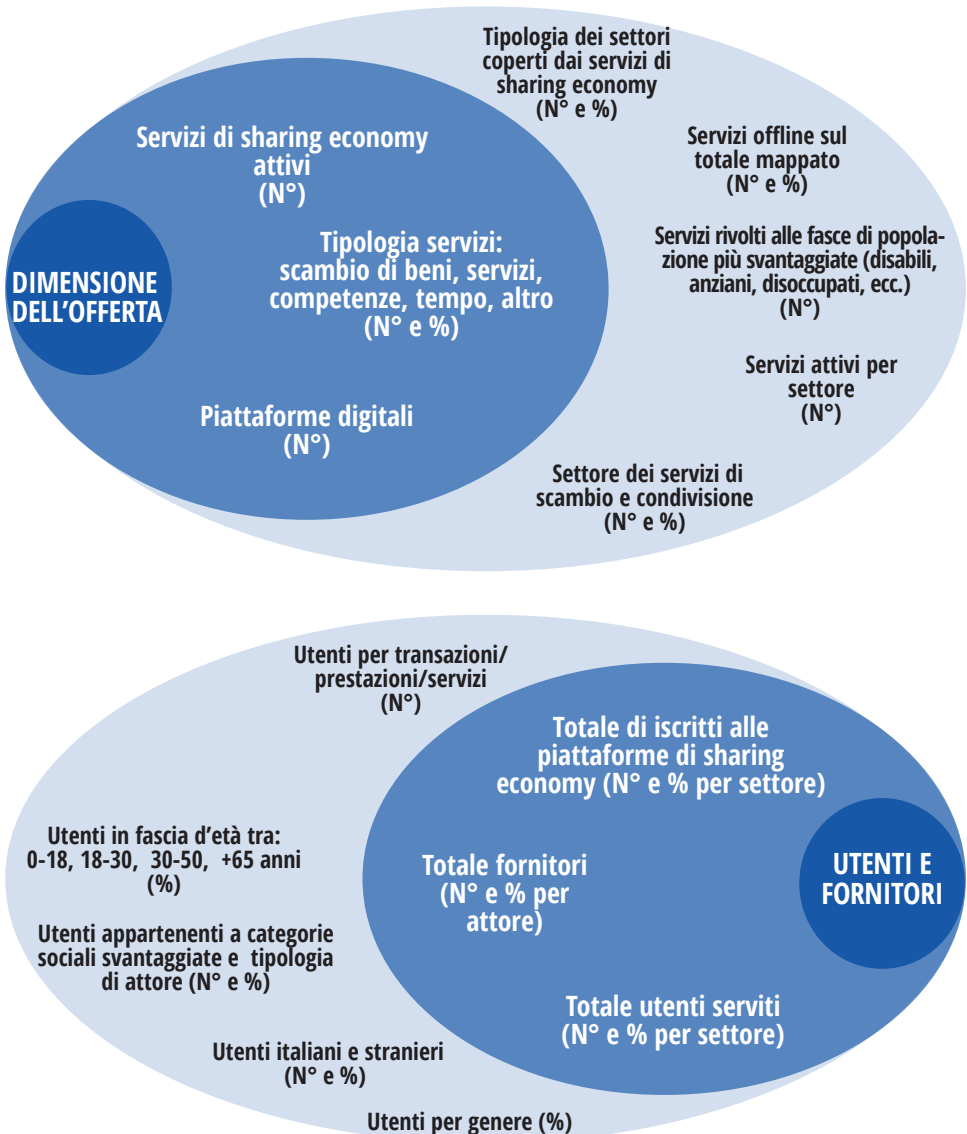 Tipologia dei settori
coperti dai servizi di
sharing economy
(N° e %)
Servizi di sharing economy
attivi
(N°)
Servizi offline sul
totale mappato
(N° e %)
Tipologia servizi:
scambio di beni, servizi,
competenze, tempo, altro
(N° e %)
Servizi rivolti alle fasce di popola-
zione più svantaggiate (disabili,
anziani, disoccupati, ecc.)
(N°)
DIMENSIONE
DELL'OFFERTA
Servizi attivi per
settore
(N°)
Piattaforme digitali
(N°)
Settore dei servizi di
scambio e condivisione
(N° e %)
Utenti per transazioni/
prestazioni/servizi
(N°)
Totale di iscritti alle
piattaforme di sharing
economy (N° e % per settore)
Utenti in fascia d'età tra:
0-18, 18-30, 30-50, +65 anni
(%)
Totale fornitori
(N° e % per
attore)
UTENTI E
FORNITORI
Utenti appartenenti a categorie
sociali svantaggiate e tipologia
di attore (N° e %)
Totale utenti serviti
(N° e % per settore)
Utenti italiani e stranieri
(N° e %)
Utenti per genere (%)